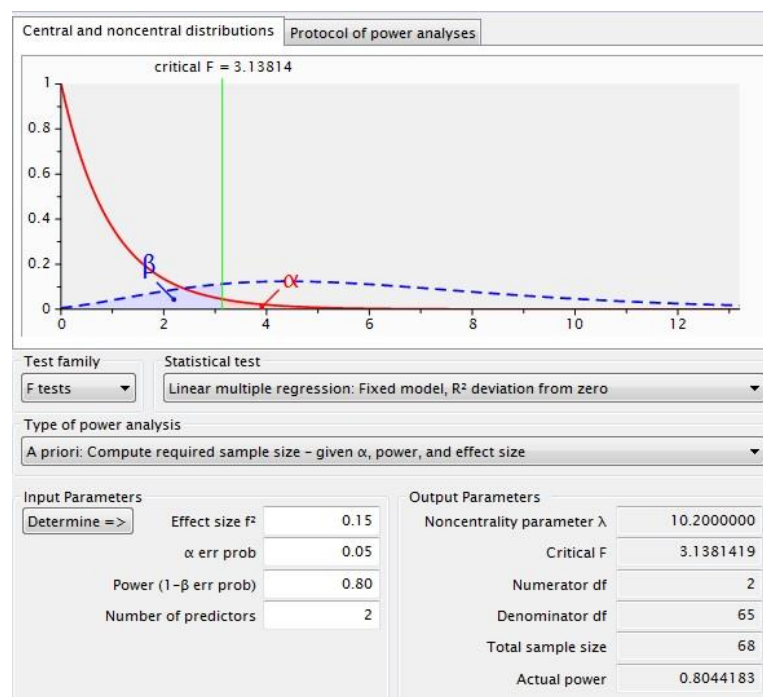 Central and noncentral distributions
Protocol of power analyses
critical F = 3.13814
1
0.8
0.6
0.4
0.2
0
β
α
0 2 4 6 8 10 12
Test family
Statistical test
F tests
Linear multiple regression: Fixed model, R² deviation from zero
Type of power analysis
A priori: Compute required sample size – given α, power, and effect size
Input Parameters
Output Parameters
Determine => Effect size f² 0.15
Noncentrality parameter λ 10.2000000
α err prob 0.05
Critical F 3.1381419
Power (1-β err prob) 0.80
Numerator df 2
Number of predictors 2
Denominator df 65
Total sample size 68
Actual power 0.8044183